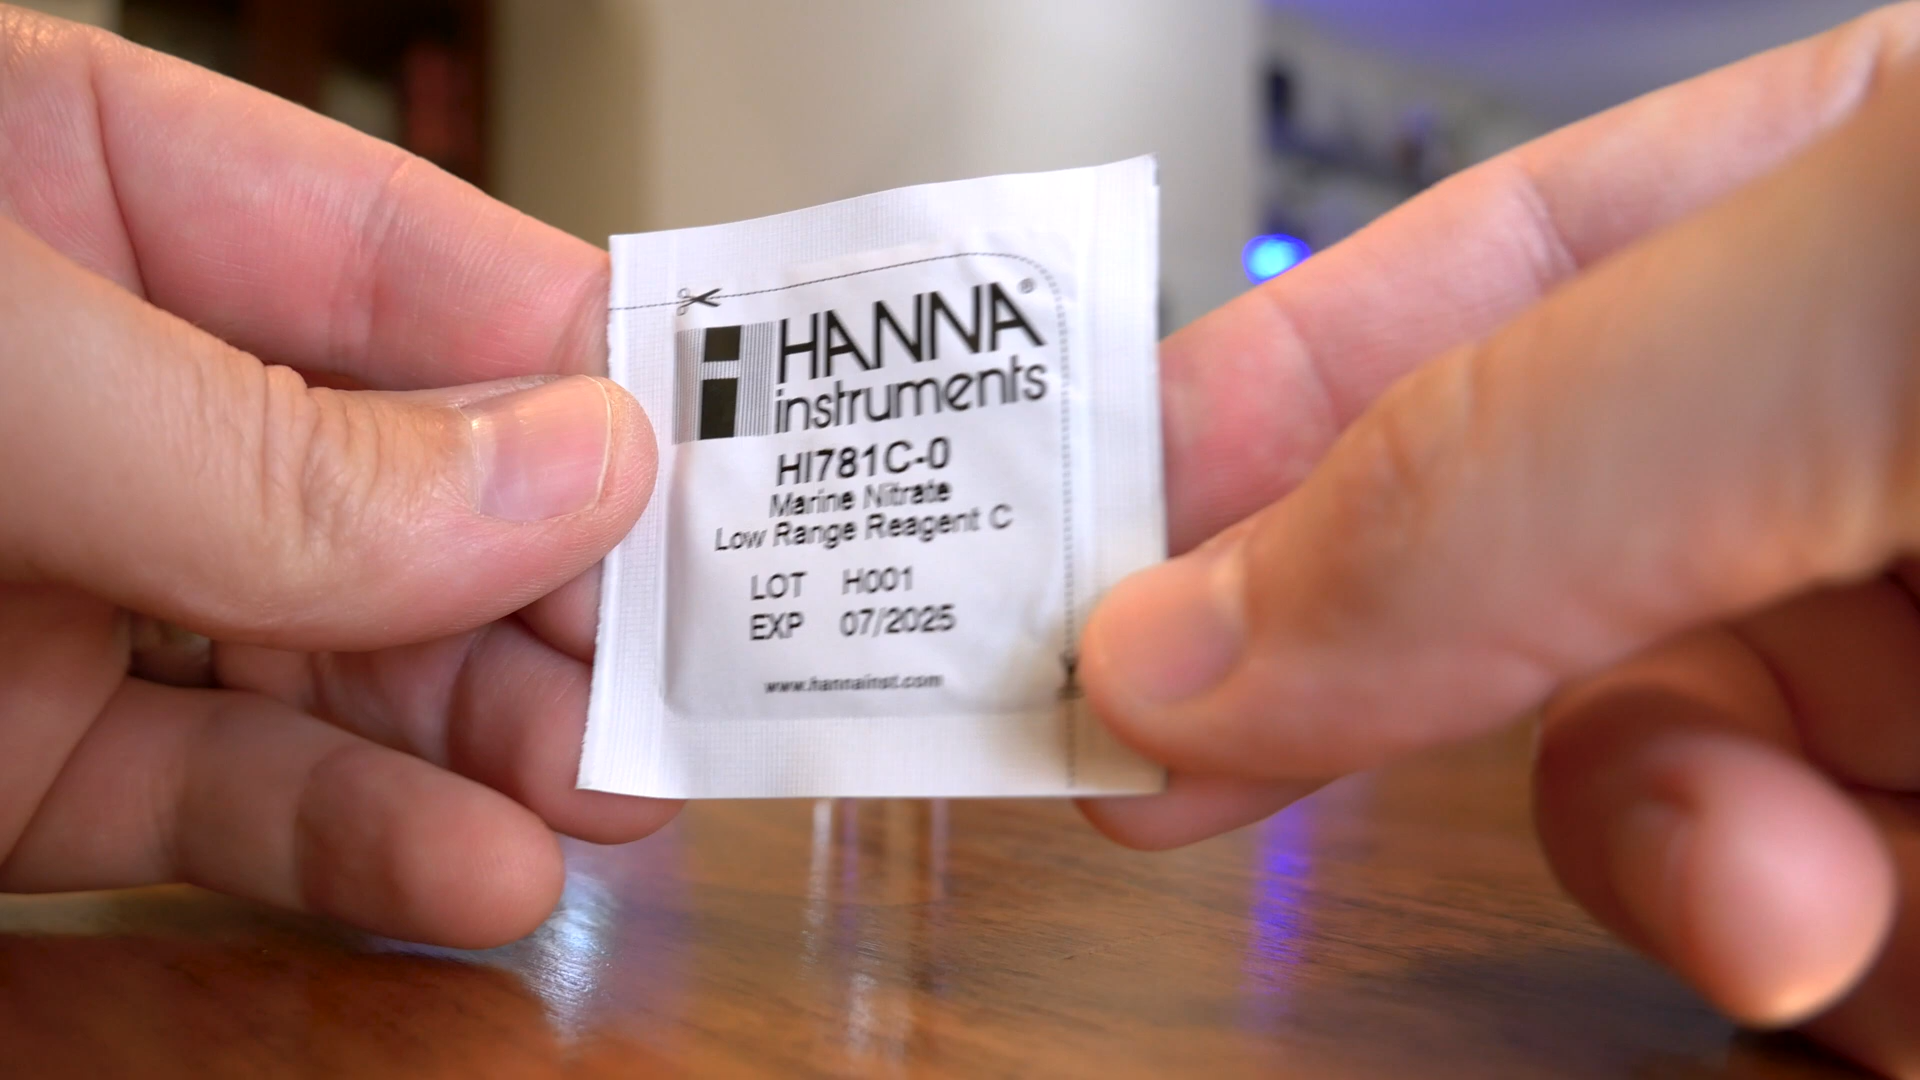 HANNA®
instruments
HI781C-0
Marine Nitrate
Low Range Reagent C
LOT H001
EXP 07/2025
www.hannainst.com